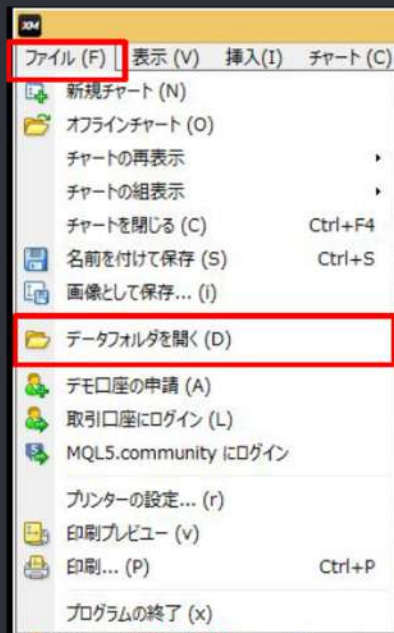 XM
ファイル (F) 表示 (V) 挿入(I) チャート (C)
新規チャート (N)
オフラインチャート (O)
チャートの再表示
チャートの組表示
チャートを閉じる (C) Ctrl+F4
名前を付けて保存 (S) Ctrl+S
画像として保存... (i)
データフォルダを開く (D)
デモ口座の申請 (A)
取引口座にログイン (L)
MQL5.community にログイン
プリンターの設定... (r)
印刷プレビュー (v)
印刷... (P) Ctrl+P
プログラムの終了 (x)